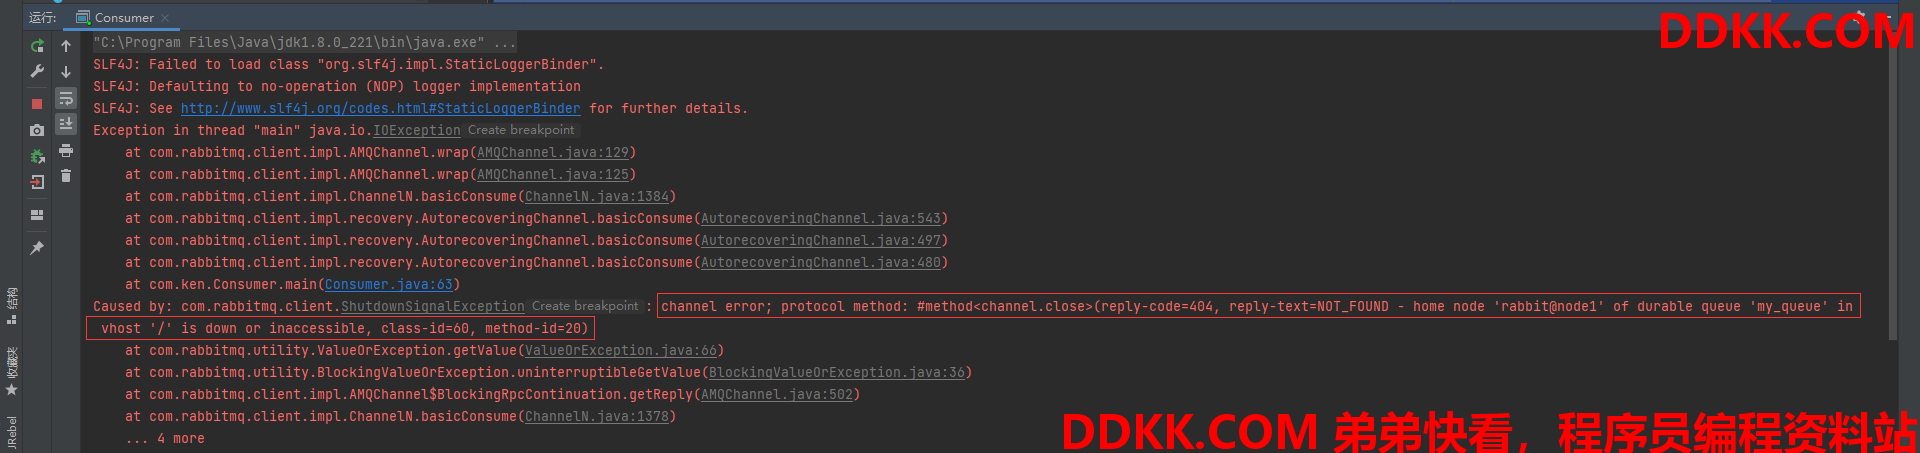 运行: Consumer ×
DDKK.COM
"C:\Program Files\Java\jdk1.8.0_221\bin\java.exe" ...
SLF4J: Failed to load class "org.slf4j.impl.StaticLoggerBinder".
SLF4J: Defaulting to no-operation (NOP) logger implementation
SLF4J: See http://www.slf4j.org/codes.html#StaticLoggerBinder for further details.
Exception in thread "main" java.io.IOException Create breakpoint
at com.rabbitmq.client.impl.AMQChannel.wrap(AMQChannel.java:129)
at com.rabbitmq.client.impl.AMQChannel.wrap(AMQChannel.java:125)
at com.rabbitmq.client.impl.ChannelN.basicConsume(ChannelN.java:1384)
at com.rabbitmq.client.impl.recovery.AutorecoveringChannel.basicConsume(AutorecoveringChannel.java:543)
at com.rabbitmq.client.impl.recovery.AutorecoveringChannel.basicConsume(AutorecoveringChannel.java:497)
at com.rabbitmq.client.impl.recovery.AutorecoveringChannel.basicConsume(AutorecoveringChannel.java:480)
at com.ken.Consumer.main(Consumer.java:63)
Caused by: com.rabbitmq.client.ShutdownSignalException Create breakpoint : channel error; protocol method: #method<channel.close>(reply-code=404, reply-text=NOT_FOUND - home node 'rabbit@node1' of durable queue 'my_queue' in
vhost '/' is down or inaccessible, class-id=60, method-id=20)
at com.rabbitmq.utility.ValueOrException.getValue(ValueOrException.java:66)
at com.rabbitmq.utility.BlockingValueOrException.uninterruptibleGetValue(BlockingValueOrException.java:36)
at com.rabbitmq.client.impl.AMQChannel$BlockingRpcContinuation.getReply(AMQChannel.java:502)
at com.rabbitmq.client.impl.ChannelN.basicConsume(ChannelN.java:1378)
... 4 more
结构
收藏夹
JRebel
DDKK.COM 弟弟快看，程序员编程资料站